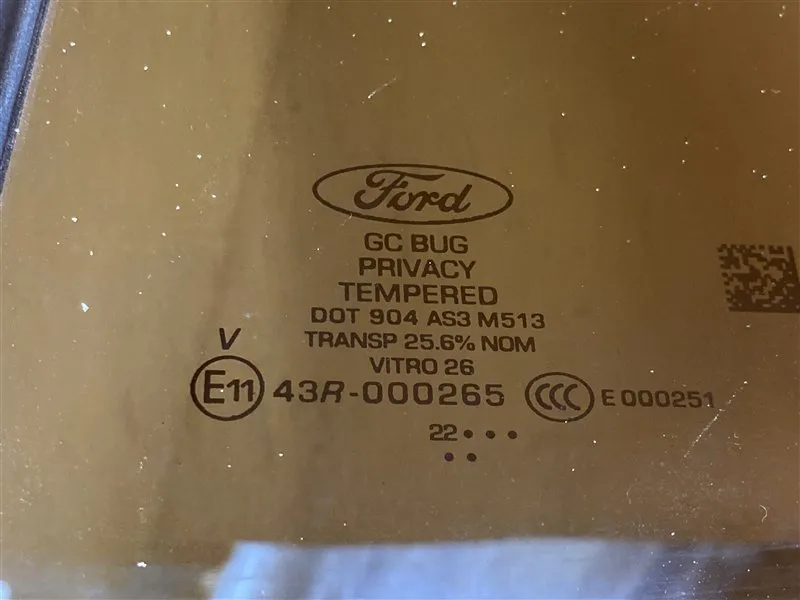 Ford
GC BUG
PRIVACY
TEMPERED
DOT 904 AS3 M513
TRANSP 25.6% NOM
VITRO 26
V
E11 43R-000265 CCC E 000251
22•••
••